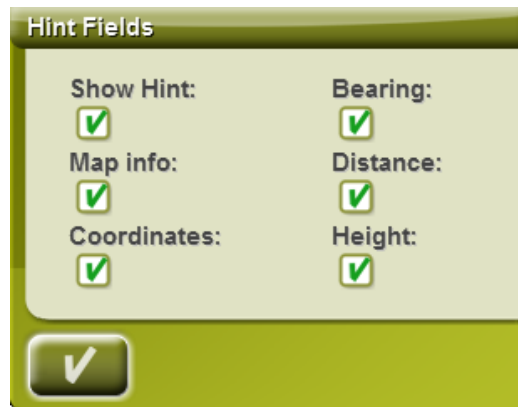 Hint Fields
Show Hint: Bearing:
Map info: Distance:
Coordinates: Height: